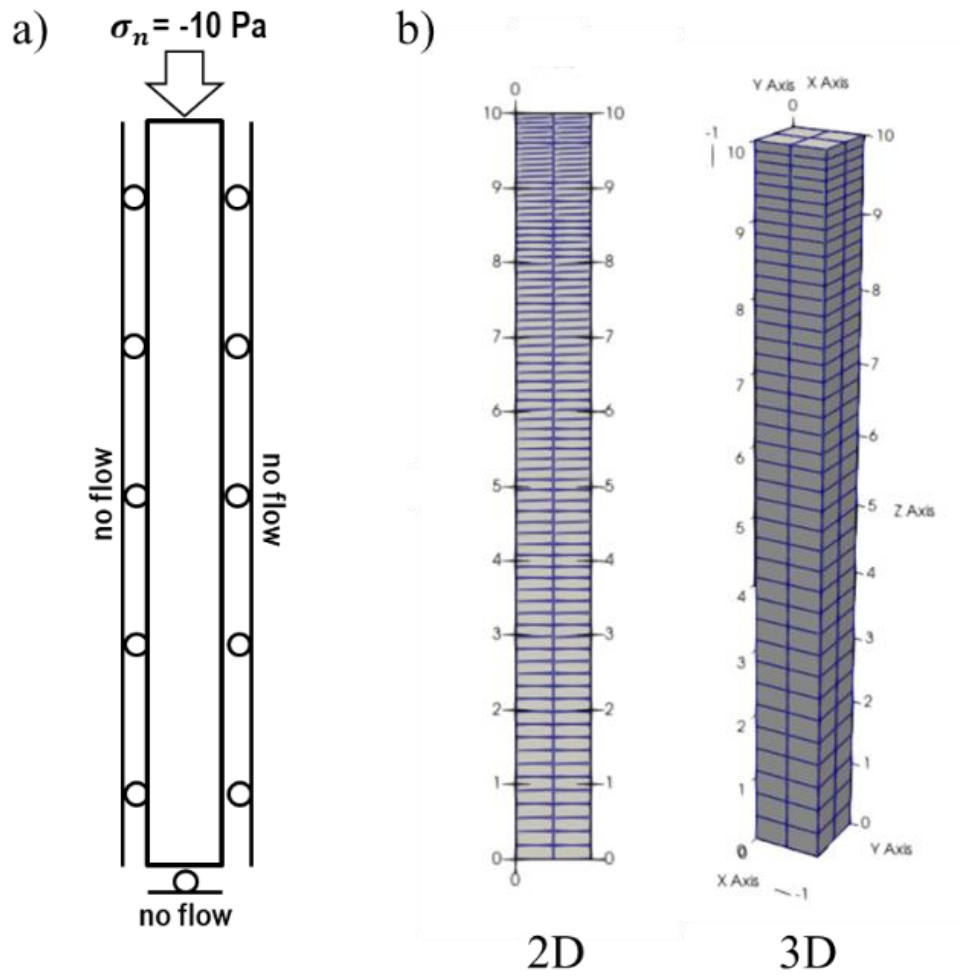 a)
σn = -10 Pa
no flow
no flow
no flow
b)
0
10 10
9 9
8 8
7 7
6 6
5 5
4 4
3 3
2 2
1 1
0 0
0
2D
Y Axis X Axis
0
-1
10 10
9 9
8 8
7 7
6 6
5 5 Z Axis
4 4
3 3
2 2
1 1
0 0
Y Axis
X Axis -1
3D